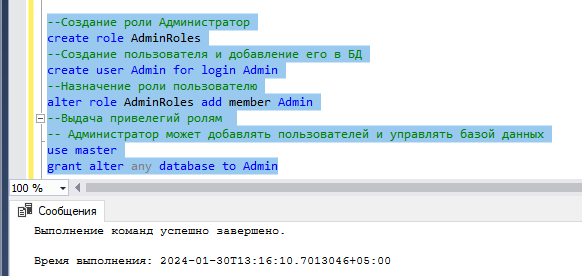 --Создание роли Администратор
create role AdminRoles
--Создание пользователя и добавление его в БД
create user Admin for login Admin
--Назначение роли пользователю
alter role AdminRoles add member Admin
--Выдача привелегий ролям
-- Администратор может добавлять пользователей и управлять базой данных
use master
grant alter any database to Admin
100 %
Сообщения
Выполнение команд успешно завершено.
Время выполнения: 2024-01-30T13:16:10.7013046+05:00